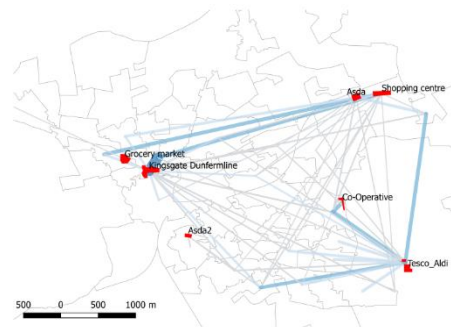 Asda
Shopping centre
Grocery market
Kingsgate Dunfermline
Co-Operative
Asda2
Tesco_Aldi
500 0 500 1000 m